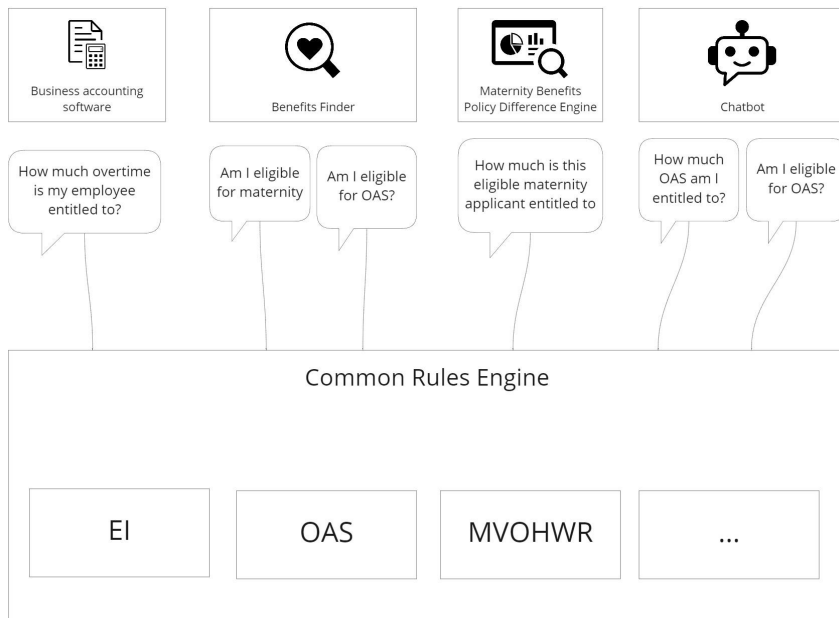 Business accounting
software
Benefits Finder
Maternity Benefits
Policy Difference Engine
Chatbot
How much overtime
is my employee
entitled to?
Am I eligible
for maternity
Am I eligible
for OAS?
How much is this
eligible maternity
applicant entitled to
How much
OAS am I
entitled to?
Am I eligible
for OAS?
Common Rules Engine
EI
OAS
MVOHWR
...